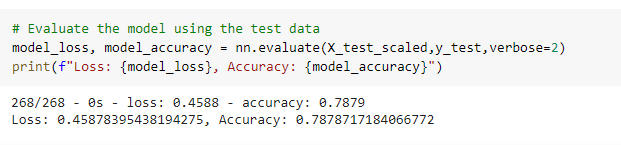 # Evaluate the model using the test data
model_loss, model_accuracy = nn.evaluate(X_test_scaled,y_test,verbose=2)
print(f"Loss: {model_loss}, Accuracy: {model_accuracy}")
268/268 - 0s - loss: 0.4588 - accuracy: 0.7879
Loss: 0.45878395438194275, Accuracy: 0.7878717184066772